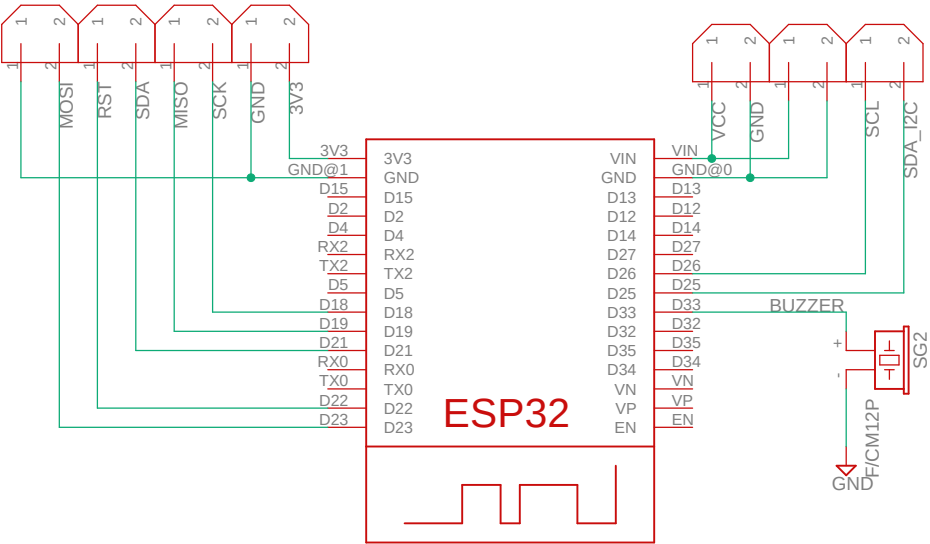 1 2 1 2 1 2 1 2
1 2 1 2 1 2 1 2
MOSI
RST
SDA
MISO
SCK
GND
3V3
1 2 1 2 1 2
1 2 1 2 1 2
VCC
GND
SCL
SDA_I2C
3V3 3V3 VIN VIN
GND@1 GND GND GND@0
D15 D15 D13 D13
D2 D2 D12 D12
D4 D4 D14 D14
RX2 RX2 D27 D27
TX2 TX2 D26 D26
D5 D5 D25 D25
D18 D18 D33 D33 BUZZER
D19 D19 D32 D32
D21 D21 D35 D35
RX0 RX0 D34 D34
TX0 TX0 VN VN
D22 D22 VP VP
D23 D23 EN EN
ESP32
+
-
SG2
F/CM12P
GND